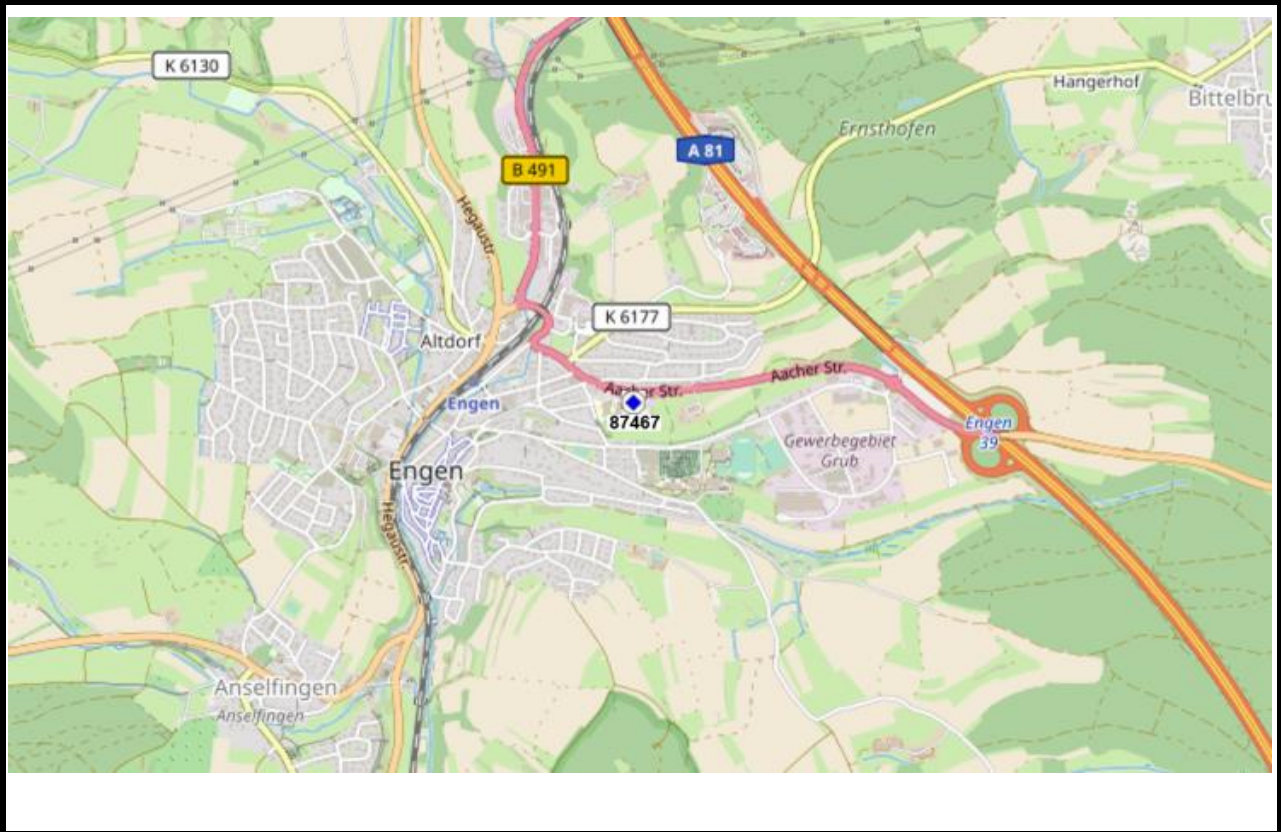 K 6130
Hangerhof
Ernsthofen
A 81
B 491
Hegaustr.
K 6177
Altdorf
Aacher Str.
Aacher Str.
Engen
87467
Engen
39
Gewerbegebiet
Grub
Engen
Hegaustr.
Anselfingen
Anselfingen